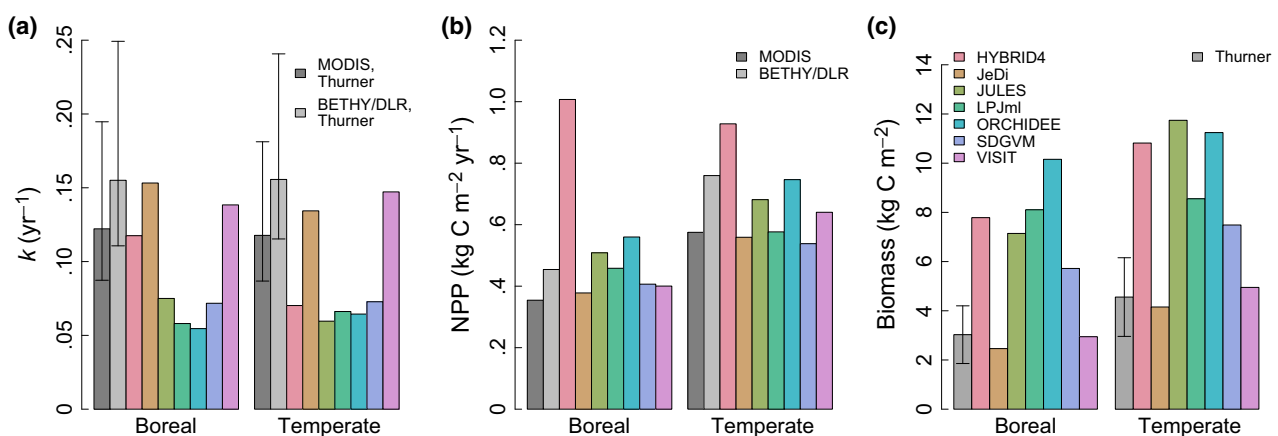 (a)
k (yr−1)
.25
.20
.15
.10
.05
0
MODIS,
Thurner
BETHY/DLR,
Thurner
Boreal
Temperate
(b)
NPP (kg C m−2 yr−1)
1.2
1.0
.8
.6
.4
.2
0
MODIS
BETHY/DLR
Boreal
Temperate
(c)
Biomass (kg C m−2)
14
12
10
8
6
4
2
0
HYBRID4
JeDi
JULES
LPJml
ORCHIDEE
SDGVM
VISIT
Thurner
Boreal
Temperate